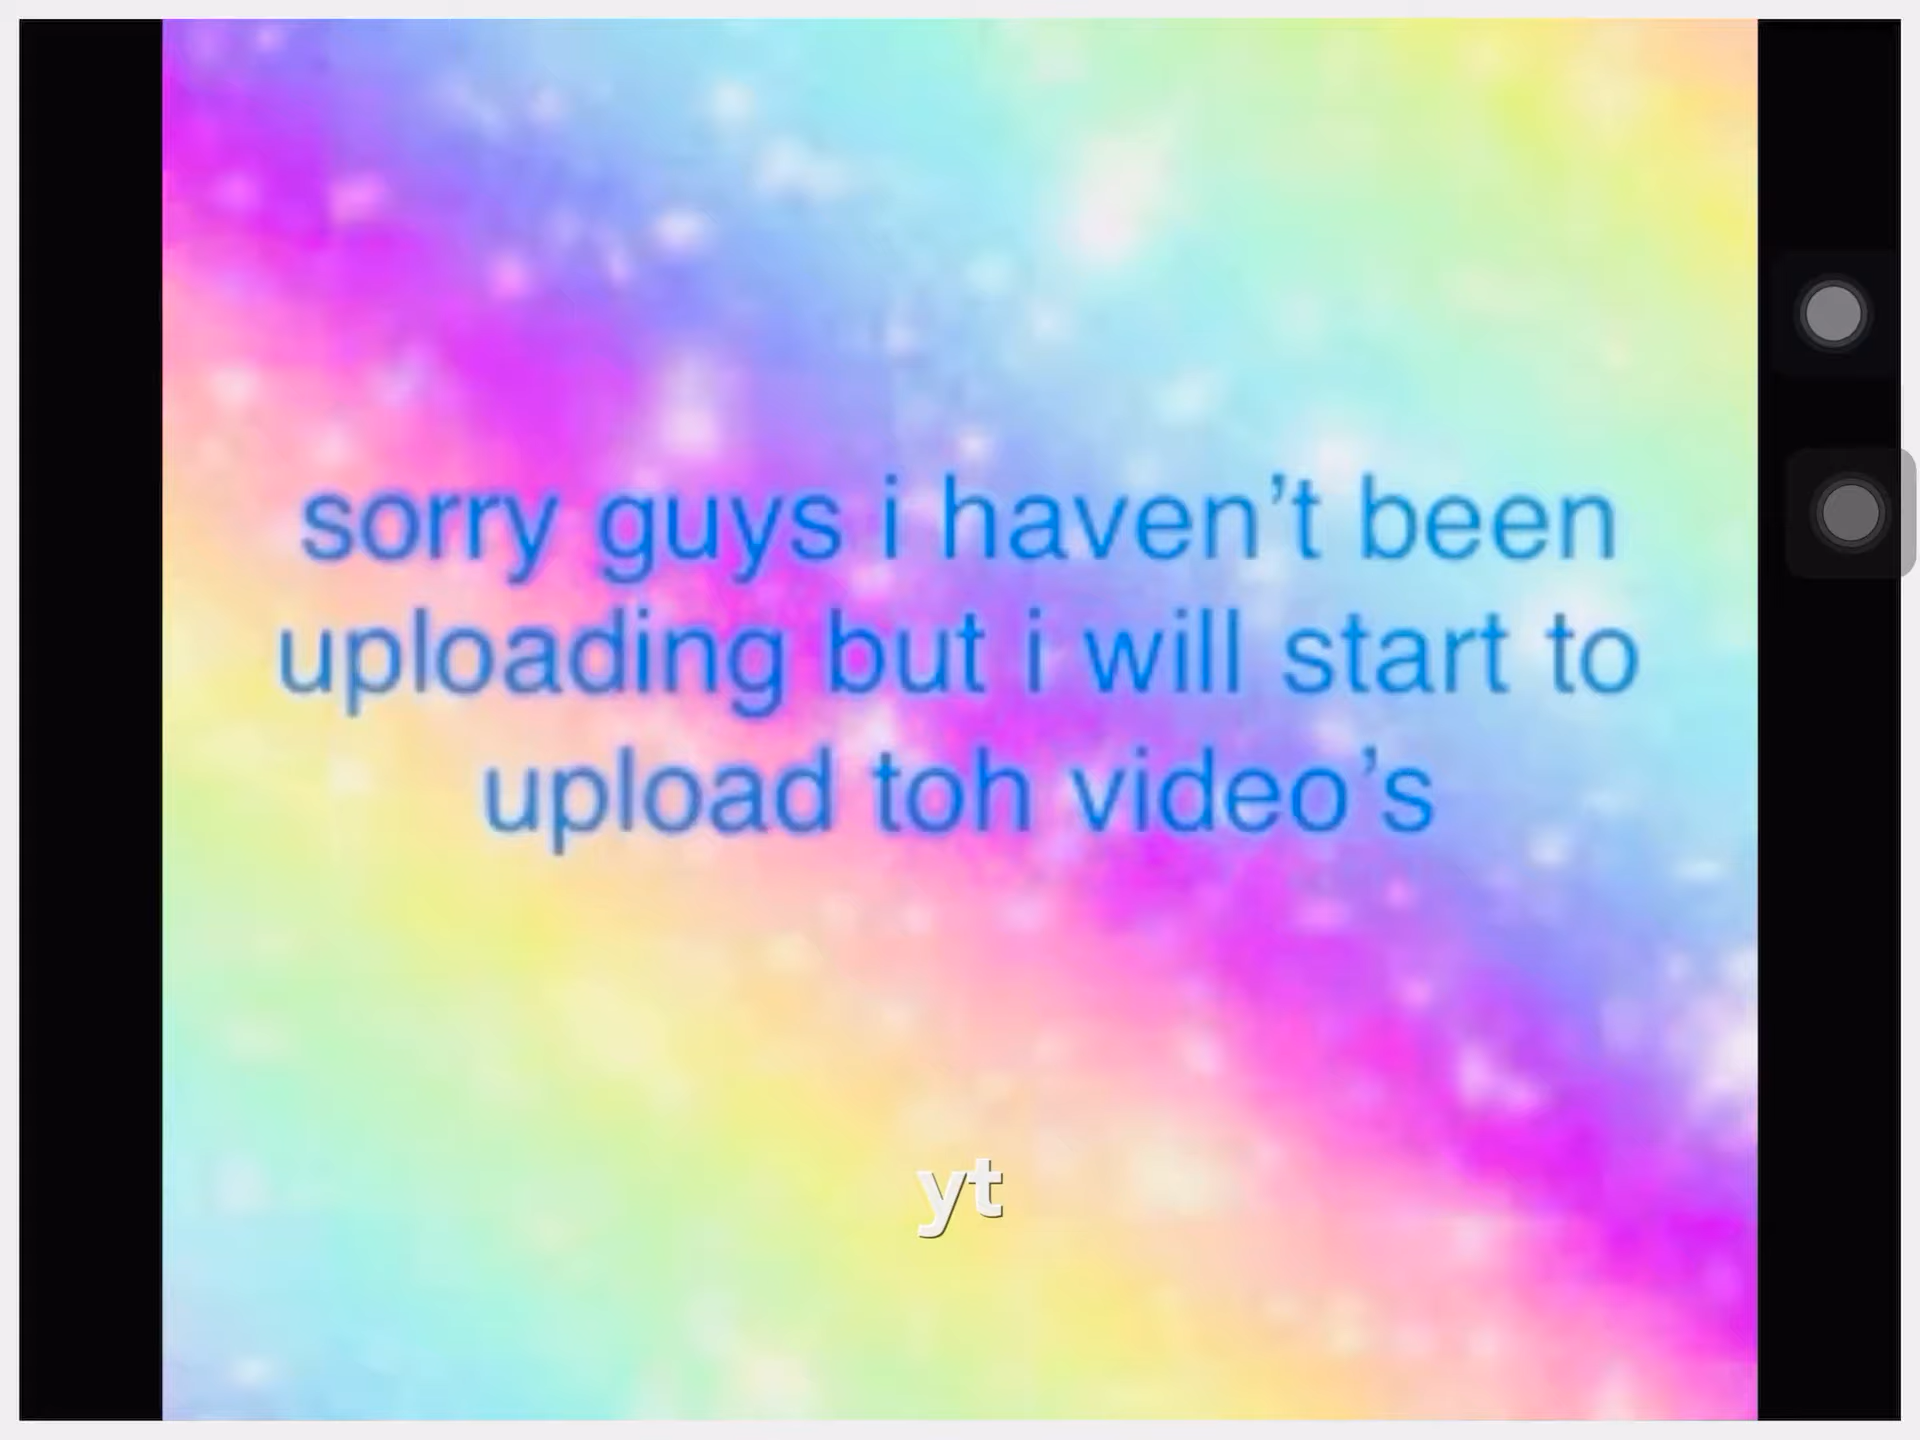 sorry guys i haven’t been
uploading but i will start to
upload toh video’s
yt